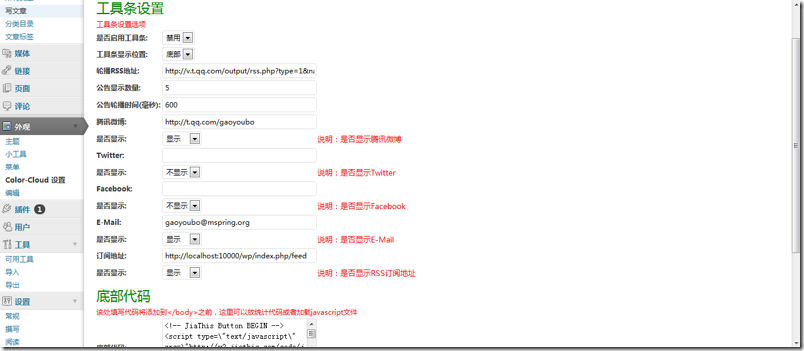 写文章
分类目录
文章标签
媒体
链接
页面
评论
外观
主题
小工具
菜单
Color-Cloud 设置
编辑
插件 1
用户
工具
可用工具
导入
导出
设置
常规
撰写
阅读
工具条设置
工具条设置选项
是否启用工具条: 禁用
工具条显示位置: 底部
轮播RSS地址: http://v.t.qq.com/output/rss.php?type=1&na
公告显示数量: 5
公告轮播时间(毫秒): 600
腾讯微博: http://t.qq.com/gaoyoubo
是否显示: 显示 说明：是否显示腾讯微博
Twitter:
是否显示: 不显示 说明：是否显示Twitter
Facebook:
是否显示: 不显示 说明：是否显示Facebook
E-Mail: gaoyoubo@mspring.org
是否显示: 显示 说明：是否显示E-Mail
订阅地址: http://localhost:10000/wp/index.php/feed
是否显示: 显示 说明：是否显示RSS订阅地址
底部代码
该处填写代码将添加到</body>之前，这里可以放统计代码或者加载javascript文件
<!-- JiaThis Button BEGIN -->
<script type=\"text/javascript\"
底部代码: